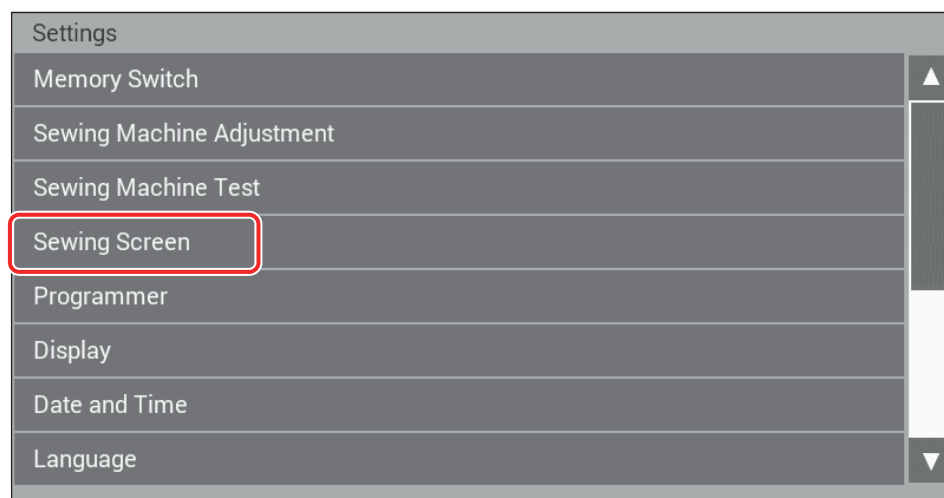 Settings
Memory Switch
Sewing Machine Adjustment
Sewing Machine Test
Sewing Screen
Programmer
Display
Date and Time
Language